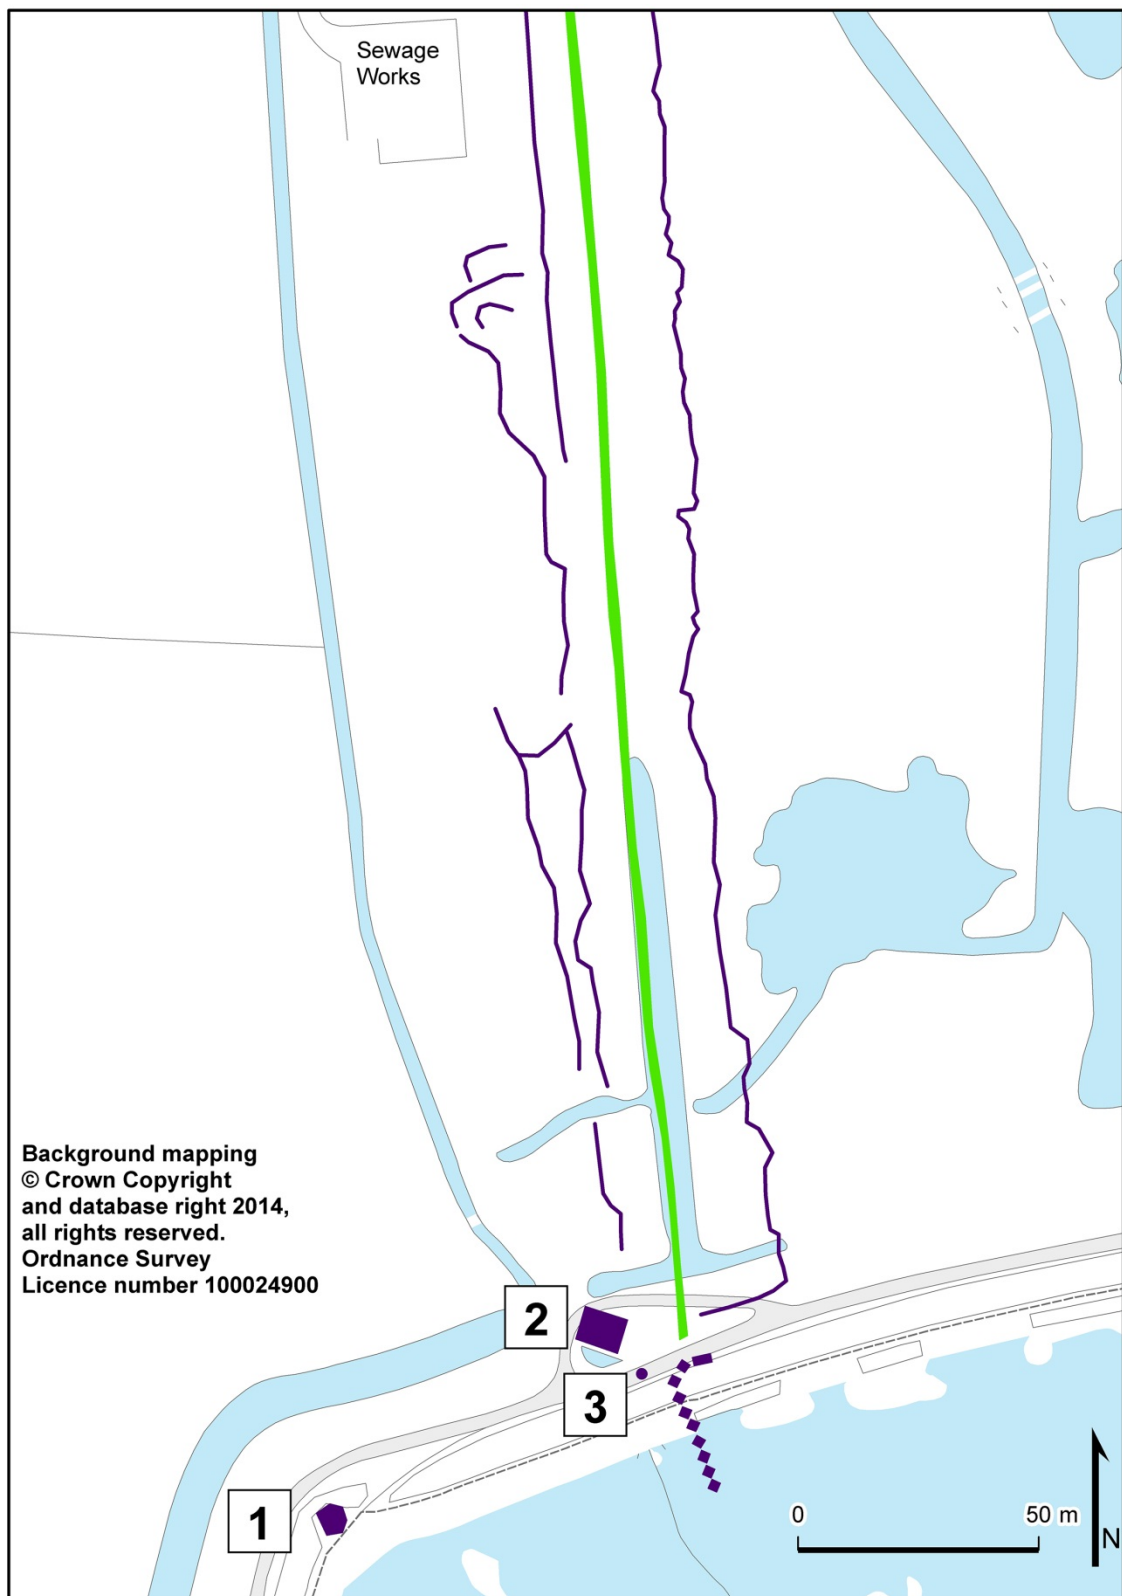 Sewage
Works
Background mapping
© Crown Copyright
and database right 2014,
all rights reserved.
Ordnance Survey
Licence number 100024900
2
3
1
0 50 m
N